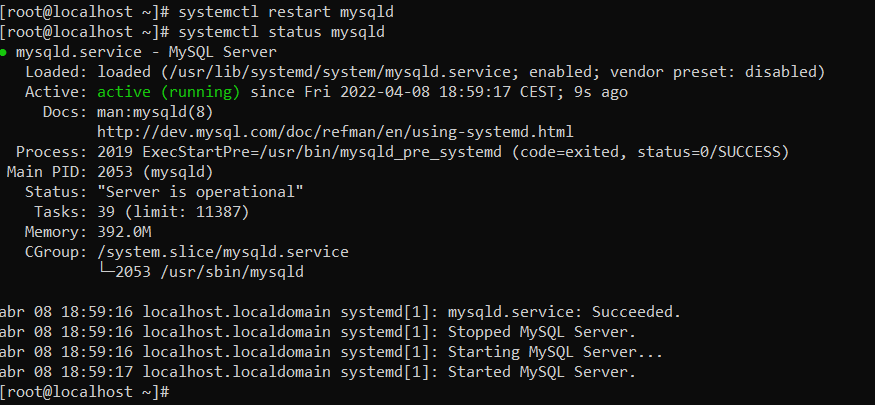 [root@localhost ~]# systemctl restart mysqld
[root@localhost ~]# systemctl status mysqld
● mysqld.service - MySQL Server
   Loaded: loaded (/usr/lib/systemd/system/mysqld.service; enabled; vendor preset: disabled)
   Active: active (running) since Fri 2022-04-08 18:59:17 CEST; 9s ago
     Docs: man:mysqld(8)
           http://dev.mysql.com/doc/refman/en/using-systemd.html
  Process: 2019 ExecStartPre=/usr/bin/mysqld_pre_systemd (code=exited, status=0/SUCCESS)
 Main PID: 2053 (mysqld)
   Status: "Server is operational"
    Tasks: 39 (limit: 11387)
   Memory: 392.0M
   CGroup: /system.slice/mysqld.service
           └─2053 /usr/sbin/mysqld

abr 08 18:59:16 localhost.localdomain systemd[1]: mysqld.service: Succeeded.
abr 08 18:59:16 localhost.localdomain systemd[1]: Stopped MySQL Server.
abr 08 18:59:16 localhost.localdomain systemd[1]: Starting MySQL Server...
abr 08 18:59:17 localhost.localdomain systemd[1]: Started MySQL Server.
[root@localhost ~]#